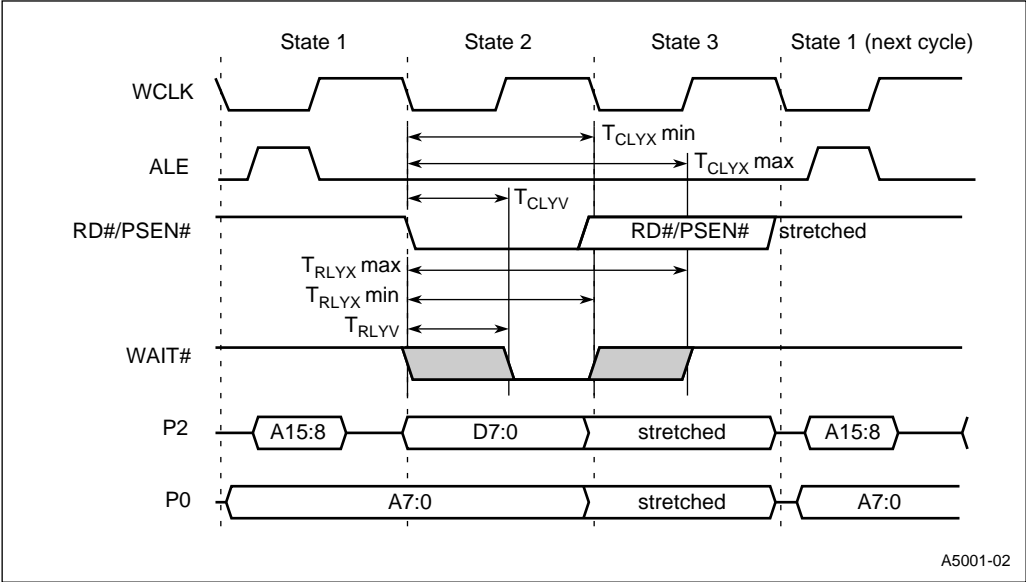 State 1 State 2 State 3 State 1 (next cycle)
WCLK
T_CLYX min
ALE
T_CLYX max
T_CLYV
RD#/PSEN# RD#/PSEN# stretched
T_RLYX max
T_RLYX min
T_RLYV
WAIT#
P2 A15:8 D7:0 stretched A15:8
P0 A7:0 stretched A7:0
A5001-02